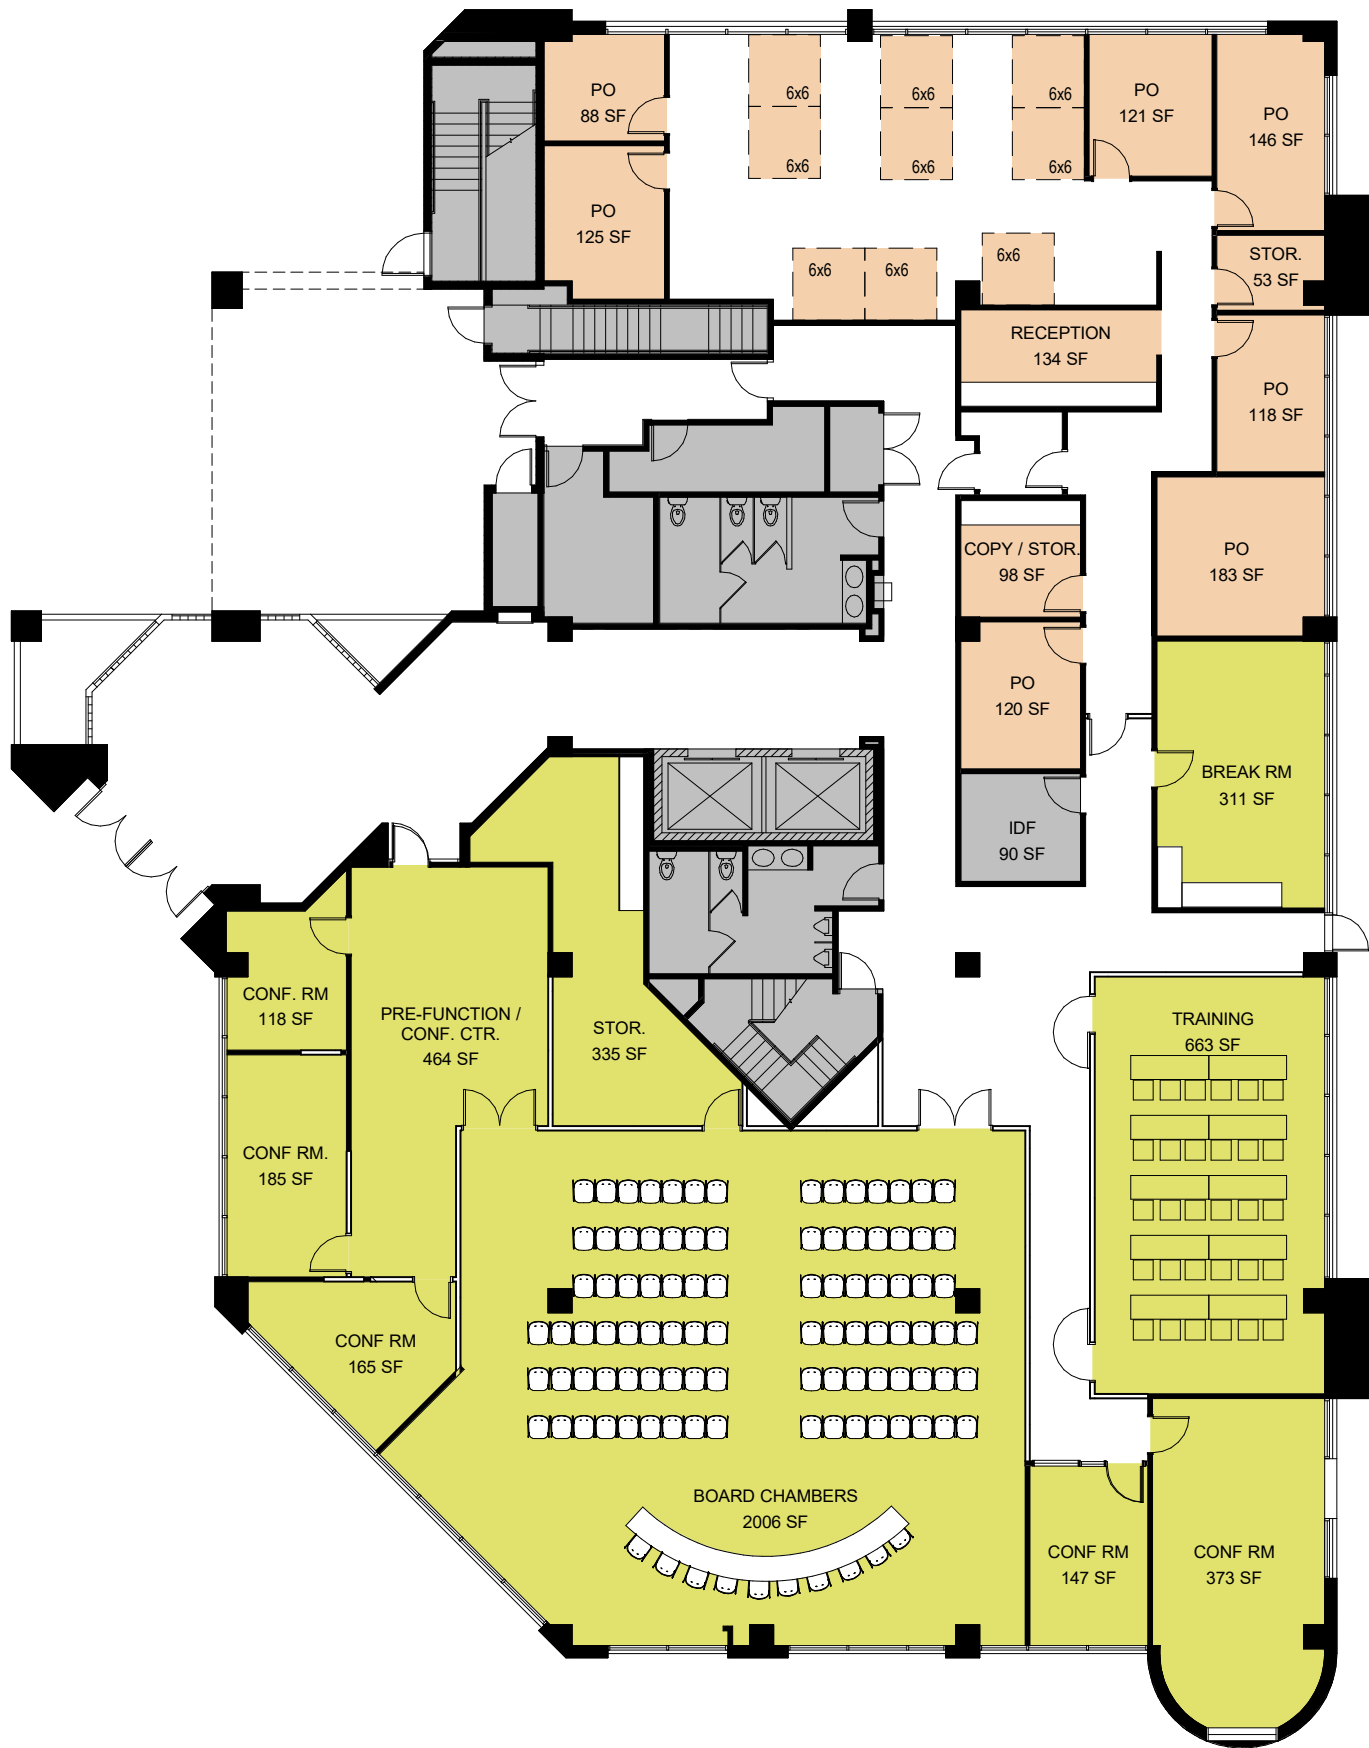 PO
88 SF
6x6
6x6
6x6
PO
121 SF
PO
146 SF
6x6
6x6
6x6
PO
125 SF
6x6
6x6
6x6
STOR.
53 SF
RECEPTION
134 SF
PO
118 SF
COPY / STOR.
98 SF
PO
183 SF
PO
120 SF
BREAK RM
311 SF
IDF
90 SF
CONF. RM
118 SF
PRE-FUNCTION /
CONF. CTR.
464 SF
STOR.
335 SF
TRAINING
663 SF
CONF RM.
185 SF
CONF RM
165 SF
BOARD CHAMBERS
2006 SF
CONF RM
147 SF
CONF RM
373 SF